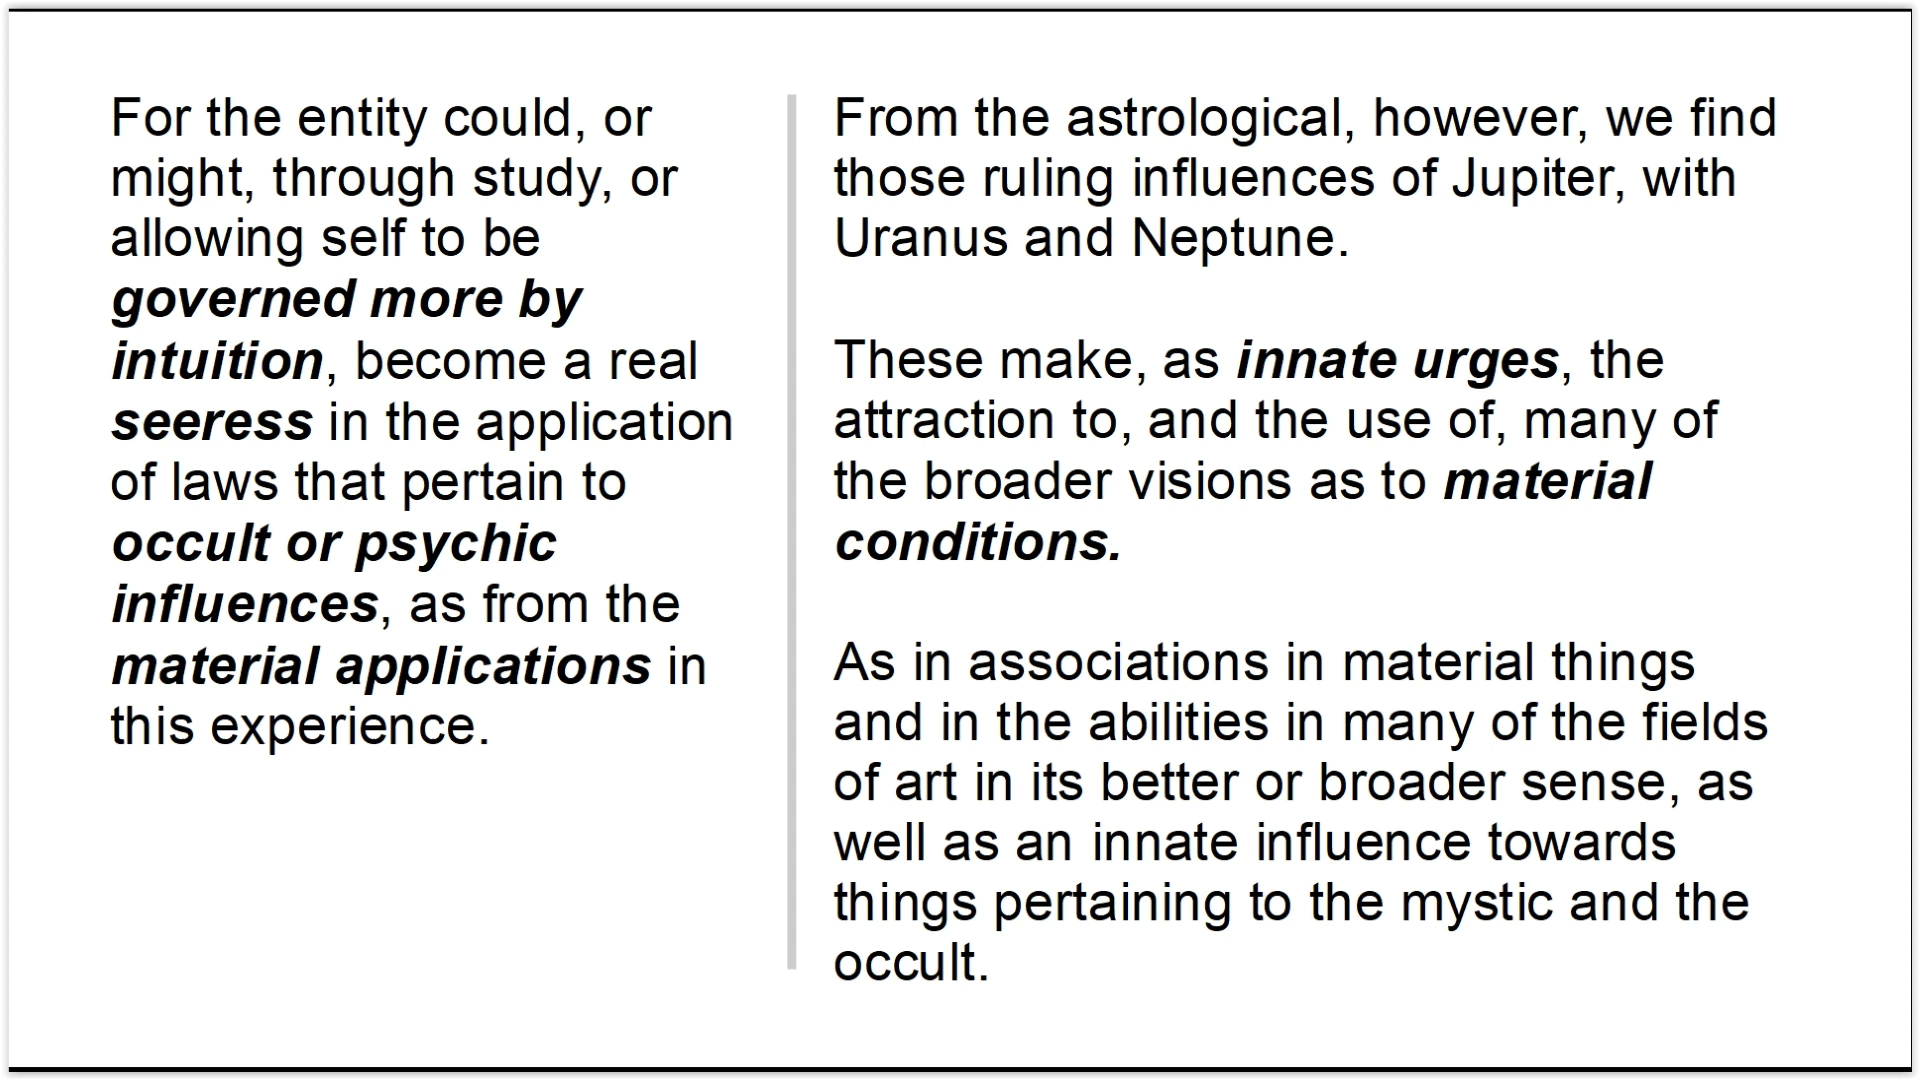 For the entity could, or
might, through study, or
allowing self to be
governed more by
intuition, become a real
seeress in the application
of laws that pertain to
occult or psychic
influences, as from the
material applications in
this experience.
From the astrological, however, we find
those ruling influences of Jupiter, with
Uranus and Neptune.
These make, as innate urges, the
attraction to, and the use of, many of
the broader visions as to material
conditions.
As in associations in material things
and in the abilities in many of the fields
of art in its better or broader sense, as
well as an innate influence towards
things pertaining to the mystic and the
occult.